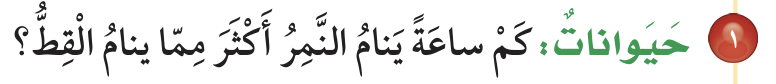 ١ حَيَواناتٌ: كَمْ ساعَةً يَنامُ النَّمِرُ أَكْثَرَ مِمّا ينامُ الْقِطُّ؟